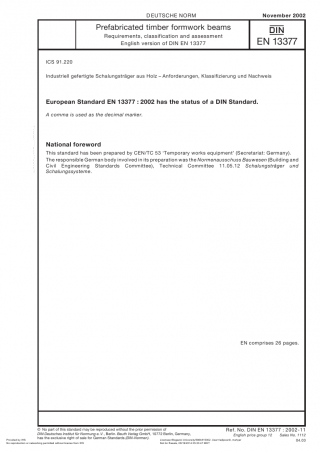 DEUTSCHE NORM
November 2002
Prefabricated timber formwork beams
Requirements, classification and assessment
English version of DIN EN 13377
DIN
EN 13377
ICS 91.220
Industriell gefertigte Schalungsträger aus Holz – Anforderungen, Klassifizierung und Nachweis
European Standard EN 13377 : 2002 has the status of a DIN Standard.
A comma is used as the decimal marker.
National foreword
This standard has been prepared by CEN/TC 53 'Temporary works equipment' (Secretariat: Germany).
The responsible German body involved in its preparation was the Normenausschuss Bauwesen (Building and
Civil Engineering Standards Committee), Technical Committee 11.05.12 Schalungsträger und
Schalungssysteme.
EN comprises 28 pages.
© No part of this standard may be reproduced without the prior permission of
DIN Deutsches Institut für Normung e. V., Berlin. Beuth Verlag GmbH, 10772 Berlin, Germany,
has the exclusive right of sale for German Standards (DIN-Normen).
Ref. No. DIN EN 13377 : 2002-11
English price group 12 Sales No. 1112